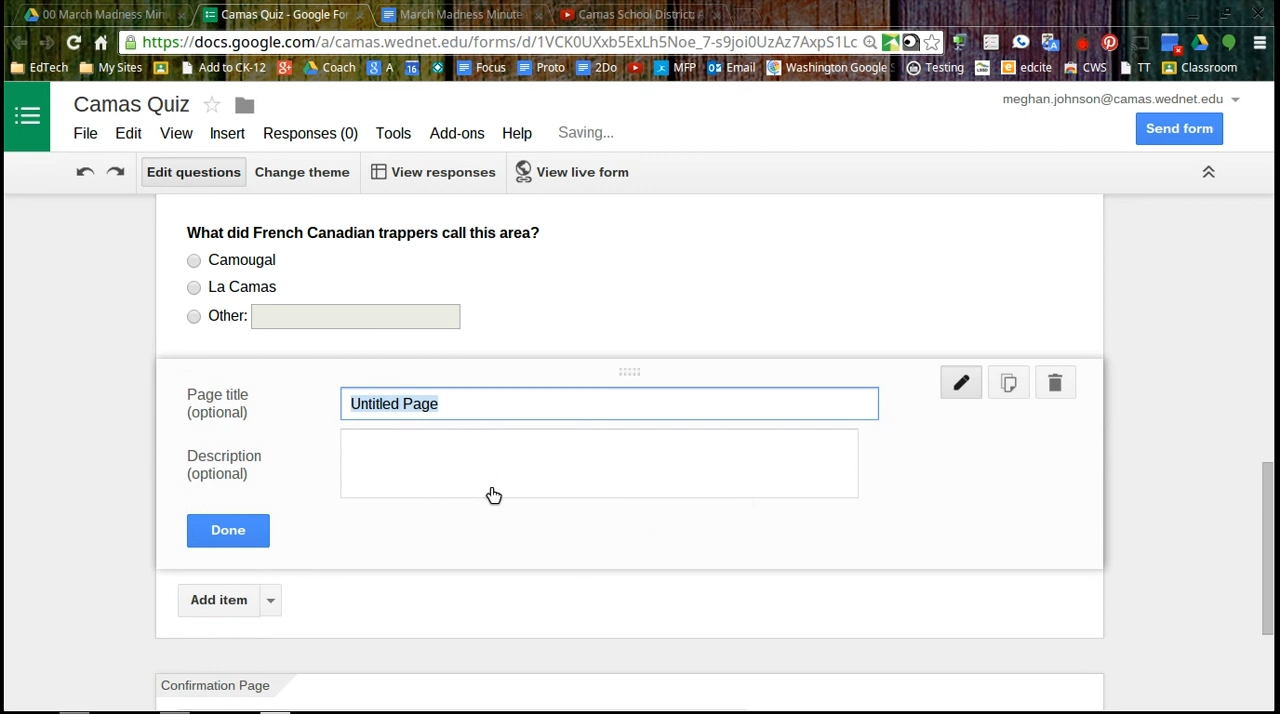 00 March Madness Min
Camas Quiz - Google Fo
March Madness Minute
Camas School District:
https://docs.google.com/a/camas.wednet.edu/forms/d/1VCK0UXxb5ExLh5Noe_7-s9joi0UzAz7AxpS1Lc
EdTech My Sites Add to CK-12 Coach A 16 Focus Proto 2Do MFP Email Washington Google Testing edcite CWS TT Classroom
Camas Quiz
meghan.johnson@camas.wednet.edu
File Edit View Insert Responses (0) Tools Add-ons Help Saving...
Send form
Edit questions Change theme View responses View live form
What did French Canadian trappers call this area?
Camougal
La Camas
Other:
Page title
(optional)
Untitled Page
Description
(optional)
Done
Add item
Confirmation Page